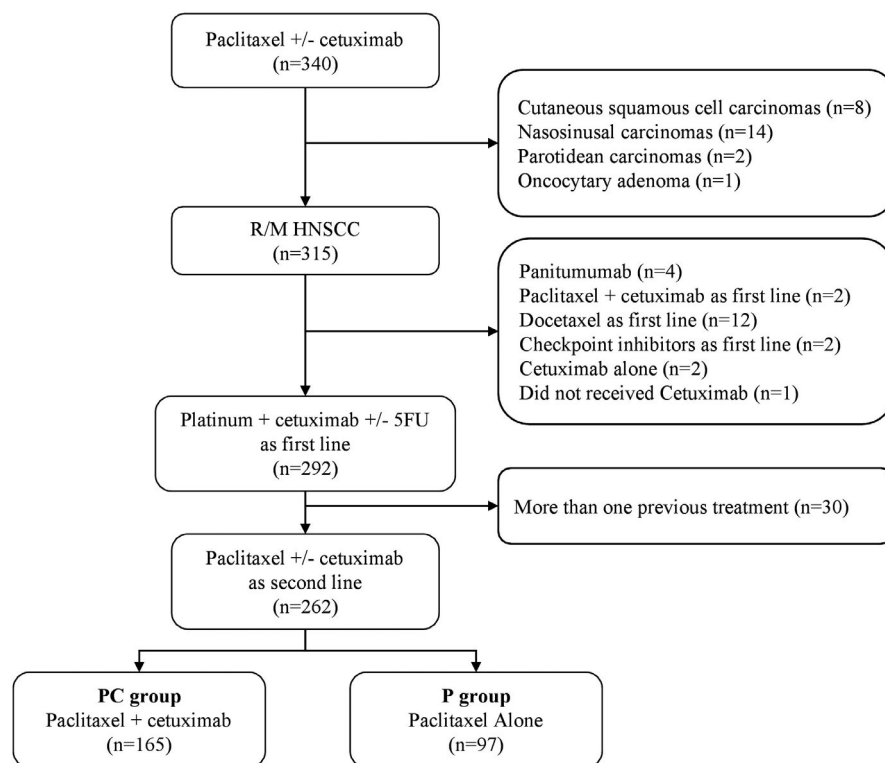 Paclitaxel +/- cetuximab
(n=340)
Cutaneous squamous cell carcinomas (n=8)
Nasosinusal carcinomas (n=14)
Parotidean carcinomas (n=2)
Oncocytary adenoma (n=1)
R/M HNSCC
(n=315)
Panitumumab (n=4)
Paclitaxel + cetuximab as first line (n=2)
Docetaxel as first line (n=12)
Checkpoint inhibitors as first line (n=2)
Cetuximab alone (n=2)
Did not received Cetuximab (n=1)
Platinum + cetuximab +/- 5FU
as first line
(n=292)
More than one previous treatment (n=30)
Paclitaxel +/- cetuximab
as second line
(n=262)
PC group
Paclitaxel + cetuximab
(n=165)
P group
Paclitaxel Alone
(n=97)